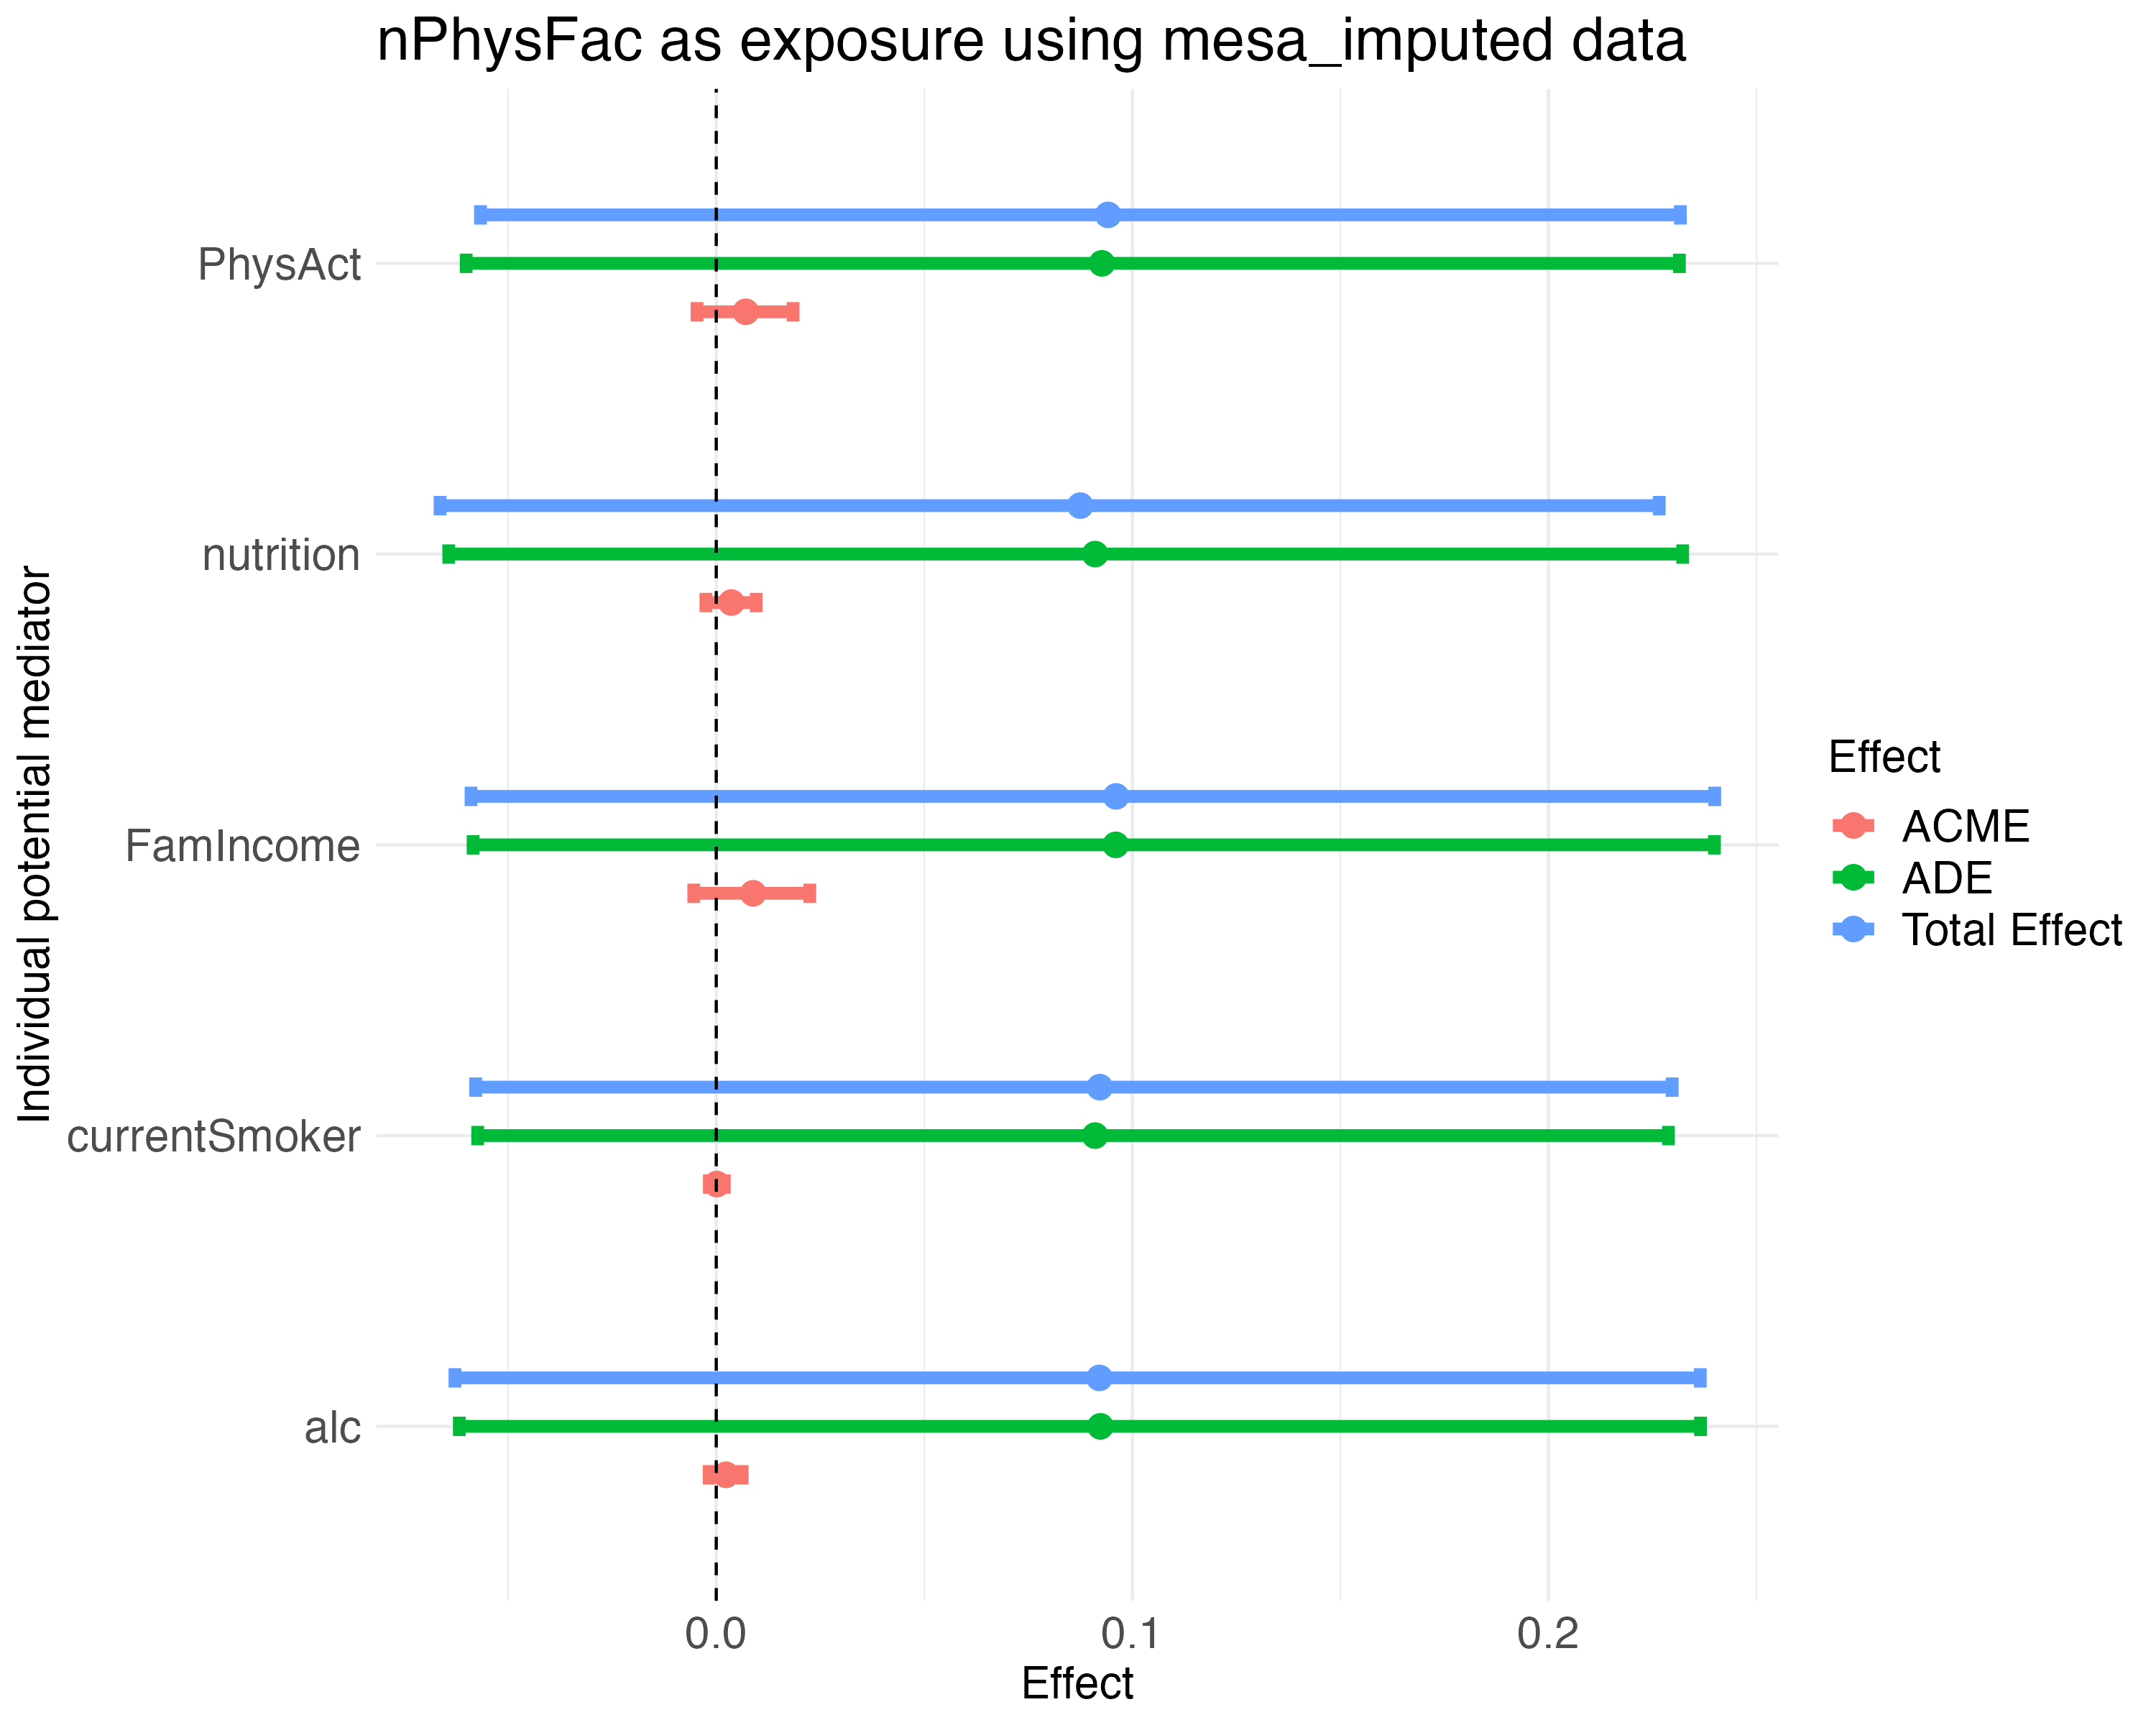 nPhysFac as exposure using mesa_imputed data
Individual potential mediator
PhysAct
nutrition
FamIncome
currentSmoker
alc
0.0
0.1
0.2
Effect
Effect
ACME
ADE
Total Effect